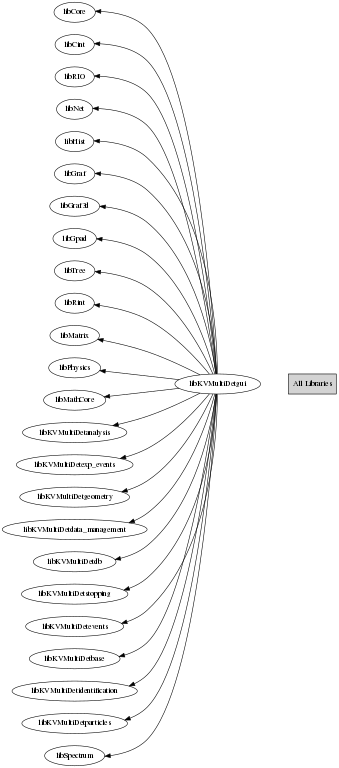 libCore
libCint
libRIO
libNet
libHist
libGraf
libGraf3d
libGpad
libTree
libRint
libMatrix
libPhysics
libKVMultiDetgui
All Libraries
libMathCore
libKVMultiDetanalysis
libKVMultiDetexp_events
libKVMultiDetgeometry
libKVMultiDetdata_management
libKVMultiDetdb
libKVMultiDetstopping
libKVMultiDetevents
libKVMultiDetbase
libKVMultiDetidentification
libKVMultiDetparticles
libSpectrum